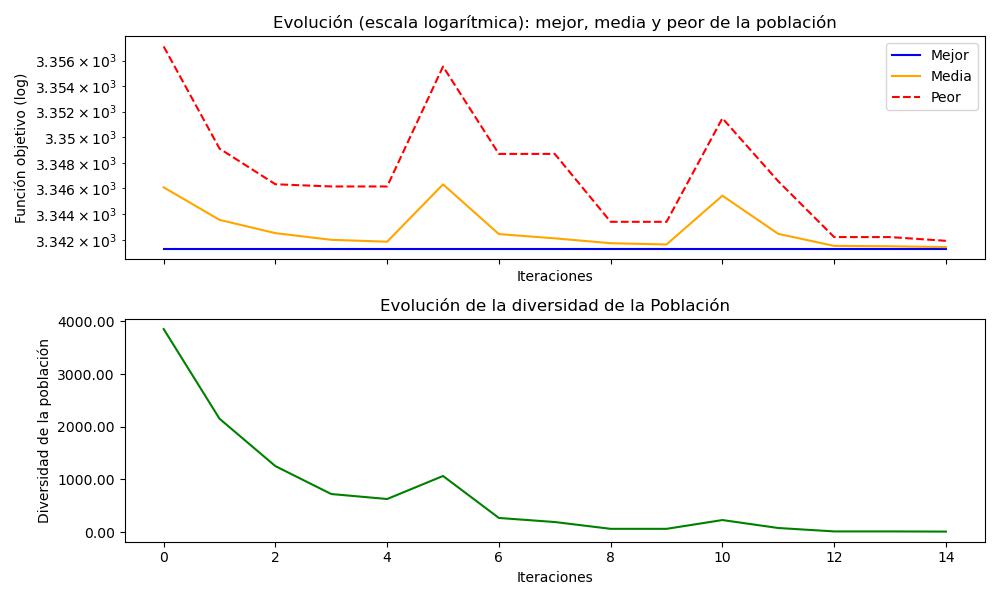 Evolución (escala logarítmica): mejor, media y peor de la población
Función objetivo (log)
3.356 × 10³
3.354 × 10³
3.352 × 10³
3.35 × 10³
3.348 × 10³
3.346 × 10³
3.344 × 10³
3.342 × 10³
Mejor
Media
Peor
Iteraciones
Evolución de la diversidad de la Población
Diversidad de la población
4000.00
3000.00
2000.00
1000.00
0.00
0 2 4 6 8 10 12 14
Iteraciones